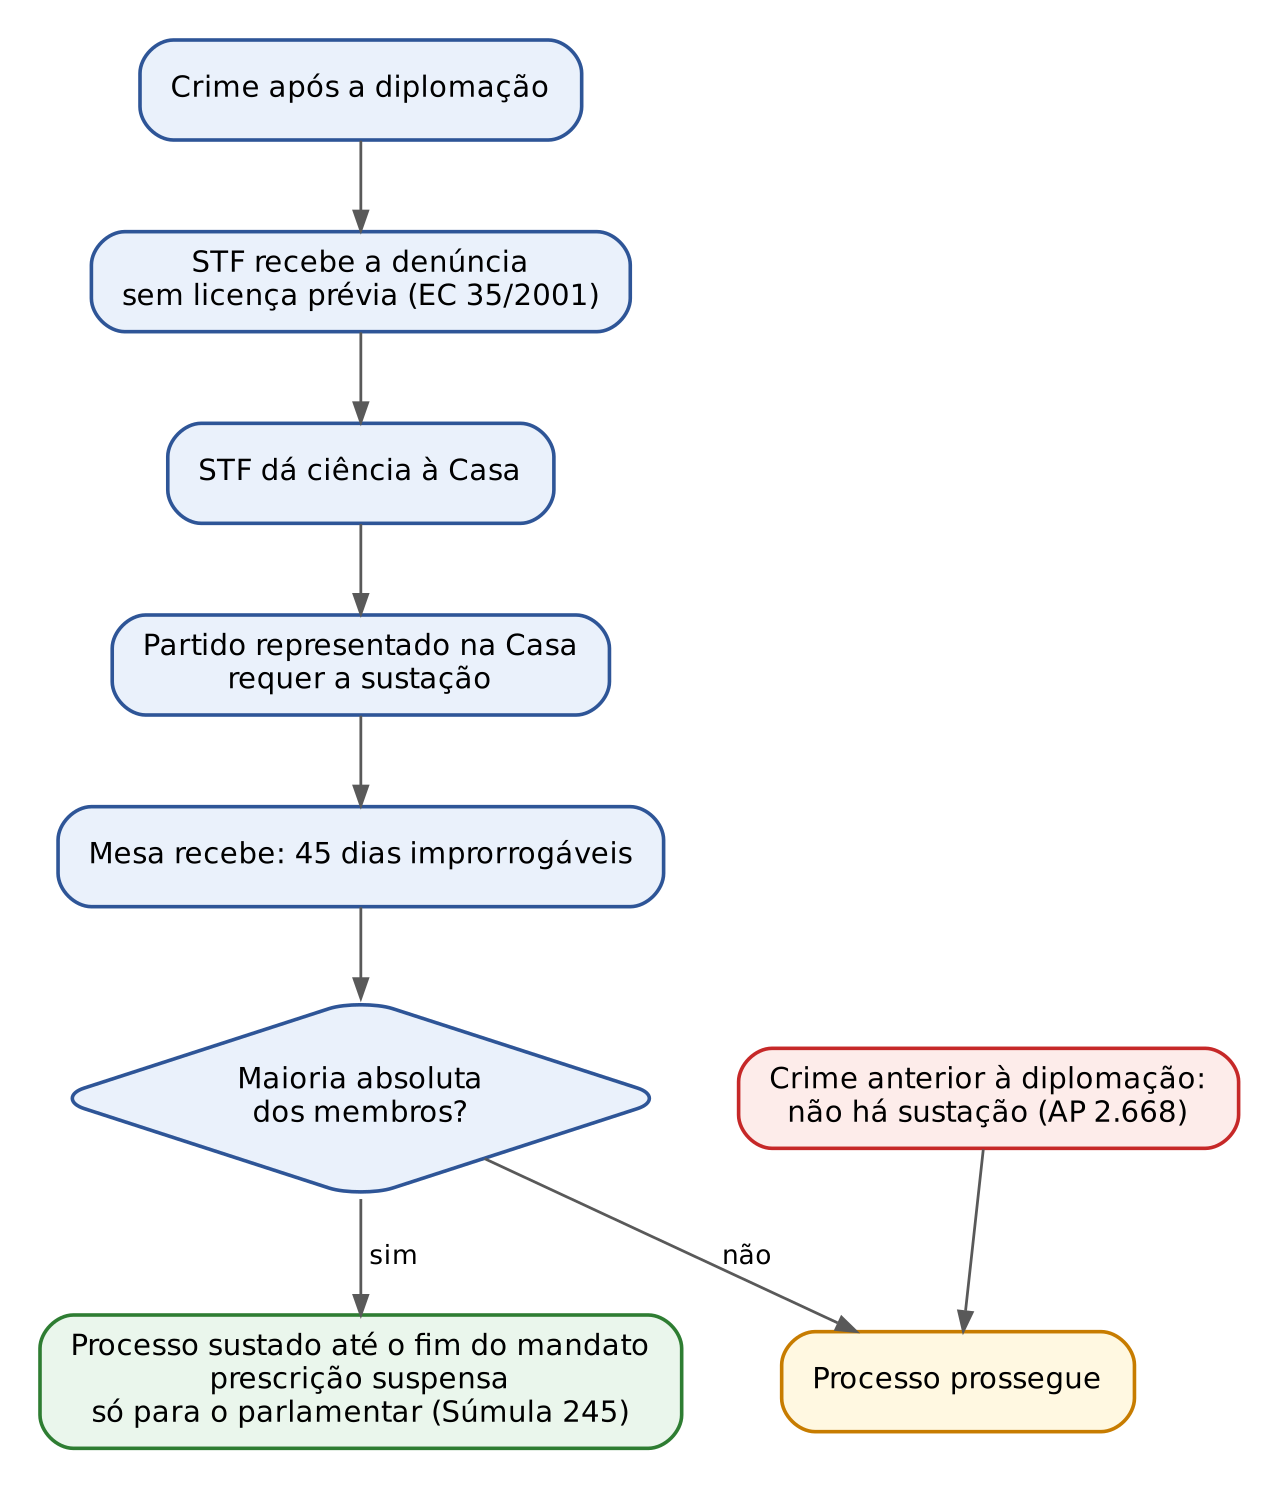 Crime após a diplomação
STF recebe a denúncia
sem licença prévia (EC 35/2001)
STF dá ciência à Casa
Partido representado na Casa
requer a sustação
Mesa recebe: 45 dias improrrogáveis
Maioria absoluta
dos membros?
Crime anterior à diplomação:
não há sustação (AP 2.668)
sim
não
Processo sustado até o fim do mandato
prescrição suspensa
só para o parlamentar (Súmula 245)
Processo prossegue